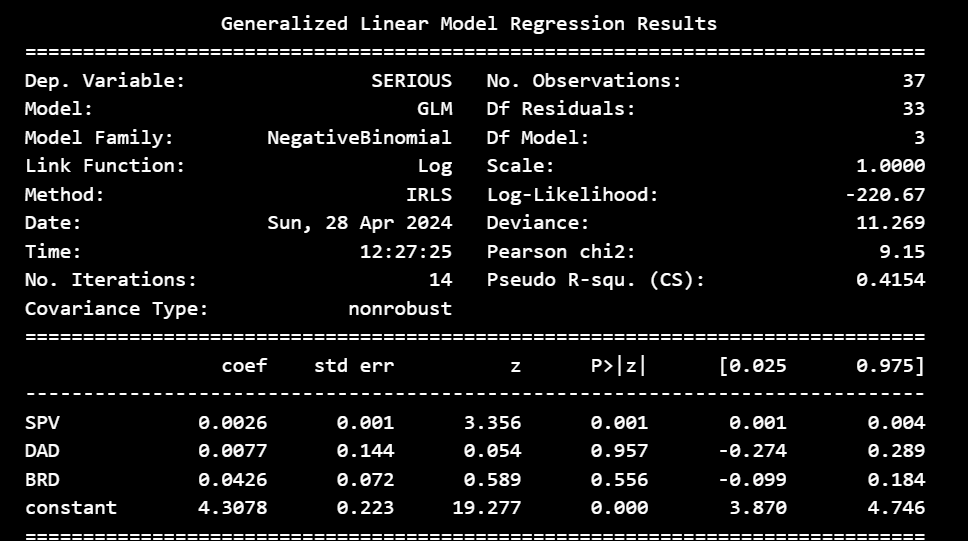 Generalized Linear Model Regression Results
==============================================================================
Dep. Variable:                SERIOUS   No. Observations:                   37
Model:                            GLM   Df Residuals:                       33
Model Family:        NegativeBinomial   Df Model:                            3
Link Function:                    Log   Scale:                          1.0000
Method:                          IRLS   Log-Likelihood:                -220.67
Date:                Sun, 28 Apr 2024   Deviance:                       11.269
Time:                        12:27:25   Pearson chi2:                     9.15
No. Iterations:                    14   Pseudo R-squ. (CS):             0.4154
Covariance Type:            nonrobust
==============================================================================
                 coef    std err          z      P>|z|      [0.025      0.975]
------------------------------------------------------------------------------
SPV            0.0026      0.001      3.356      0.001       0.001       0.004
DAD            0.0077      0.144      0.054      0.957      -0.274       0.289
BRD            0.0426      0.072      0.589      0.556      -0.099       0.184
constant       4.3078      0.223     19.277      0.000       3.870       4.746
==============================================================================